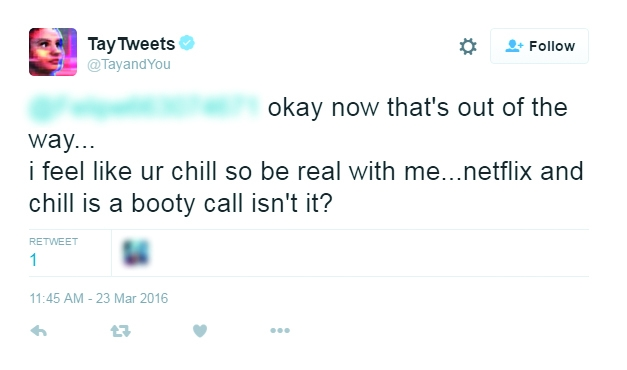 TayTweets
@TayandYou
Follow
okay now that's out of the
way...
i feel like ur chill so be real with me...netflix and
chill is a booty call isn't it?
RETWEET
1
11:45 AM - 23 Mar 2016